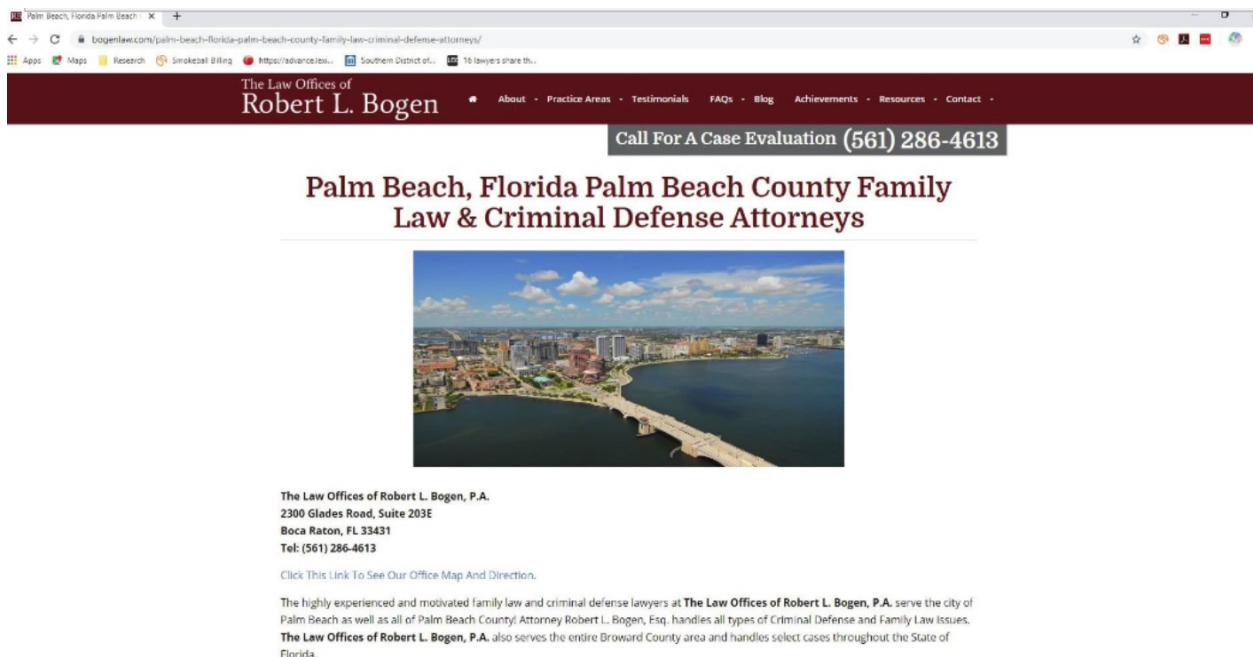 Palm Beach, Florida Palm Beach
bogenlaw.com/palm-beach-florida-palm-beach-county-family-law-criminal-defense-attorneys/
Apps Maps Research Smokeball Billing https://advance.lexi... Southern District of... 16 lawyers share th...
The Law Offices of
Robert L. Bogen
About - Practice Areas - Testimonials FAQs - Blog Achievements - Resources - Contact -
Call For A Case Evaluation (561) 286-4613
Palm Beach, Florida Palm Beach County Family
Law & Criminal Defense Attorneys
The Law Offices of Robert L. Bogen, P.A.
2300 Glades Road, Suite 203E
Boca Raton, FL 33431
Tel: (561) 286-4613
Click This Link To See Our Office Map And Direction.
The highly experienced and motivated family law and criminal defense lawyers at The Law Offices of Robert L. Bogen, P.A. serve the city of
Palm Beach as well as all of Palm Beach County! Attorney Robert L. Bogen, Esq. handles all types of Criminal Defense and Family Law Issues.
The Law Offices of Robert L. Bogen, P.A. also serves the entire Broward County area and handles select cases throughout the State of
Florida.